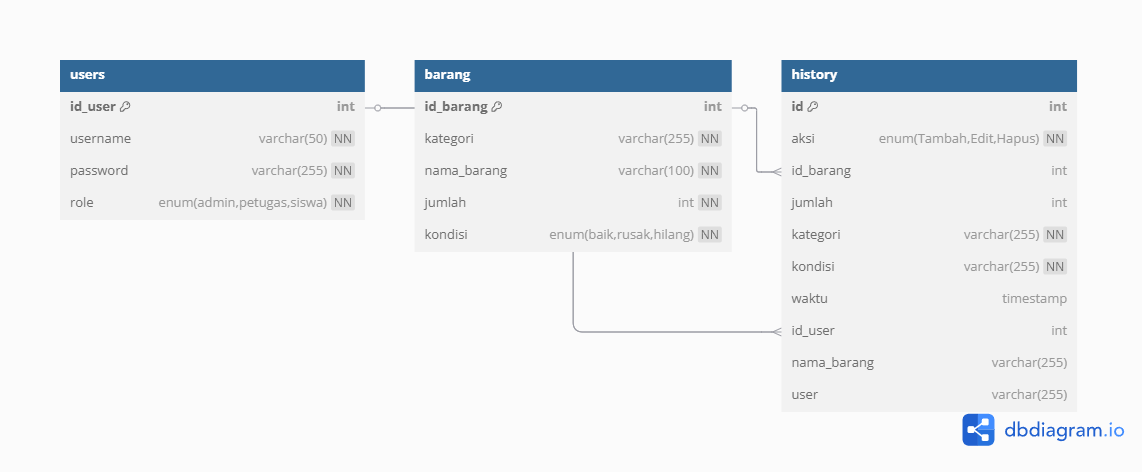 users
id_user int
username varchar(50) NN
password varchar(255) NN
role enum(admin,petugas,siswa) NN
barang
id_barang int
kategori varchar(255) NN
nama_barang varchar(100) NN
jumlah int NN
kondisi enum(baik,rusak,hilang) NN
history
id int
aksi enum(Tambah,Edit,Hapus) NN
id_barang int
jumlah int
kategori varchar(255) NN
kondisi varchar(255) NN
waktu timestamp
id_user int
nama_barang varchar(255)
user varchar(255)
dbdiagram.io